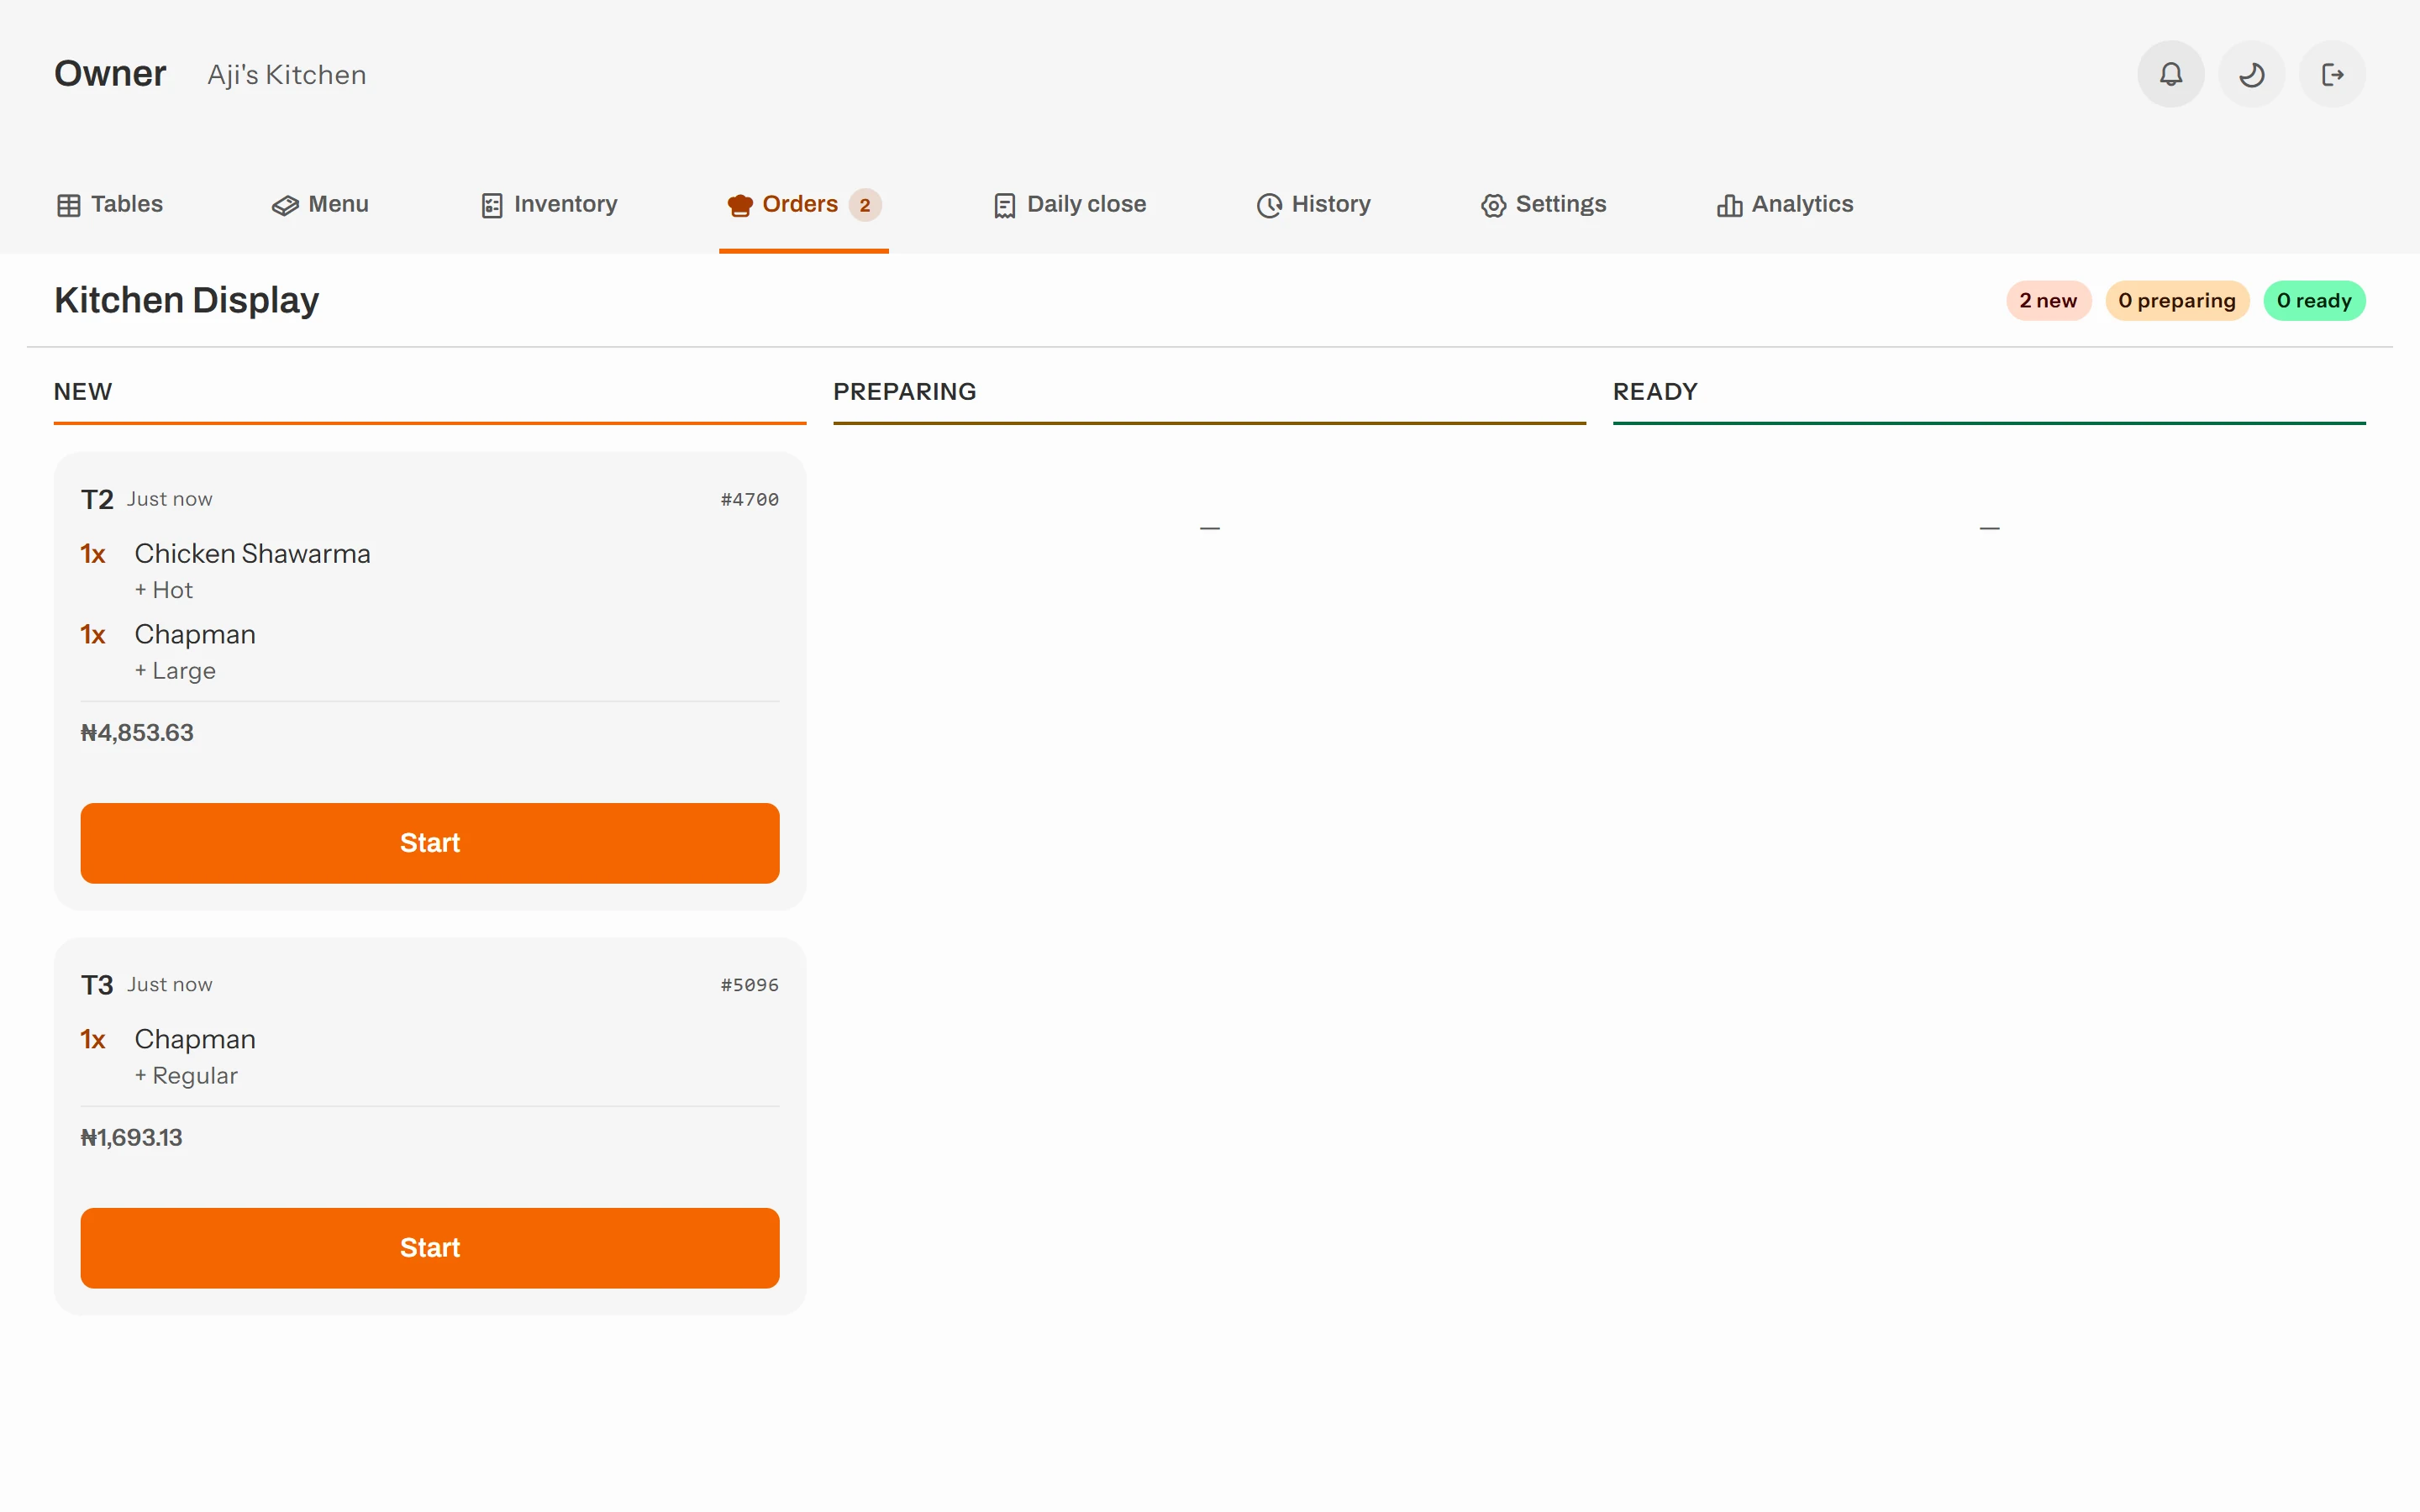 Owner Aji's Kitchen
Tables Menu Inventory Orders 2 Daily close History Settings Analytics
Kitchen Display
2 new 0 preparing 0 ready
NEW
T2 Just now #4700
1x Chicken Shawarma
+ Hot
1x Chapman
+ Large
₦4,853.63
Start
T3 Just now #5096
1x Chapman
+ Regular
₦1,693.13
Start
PREPARING
—
READY
—